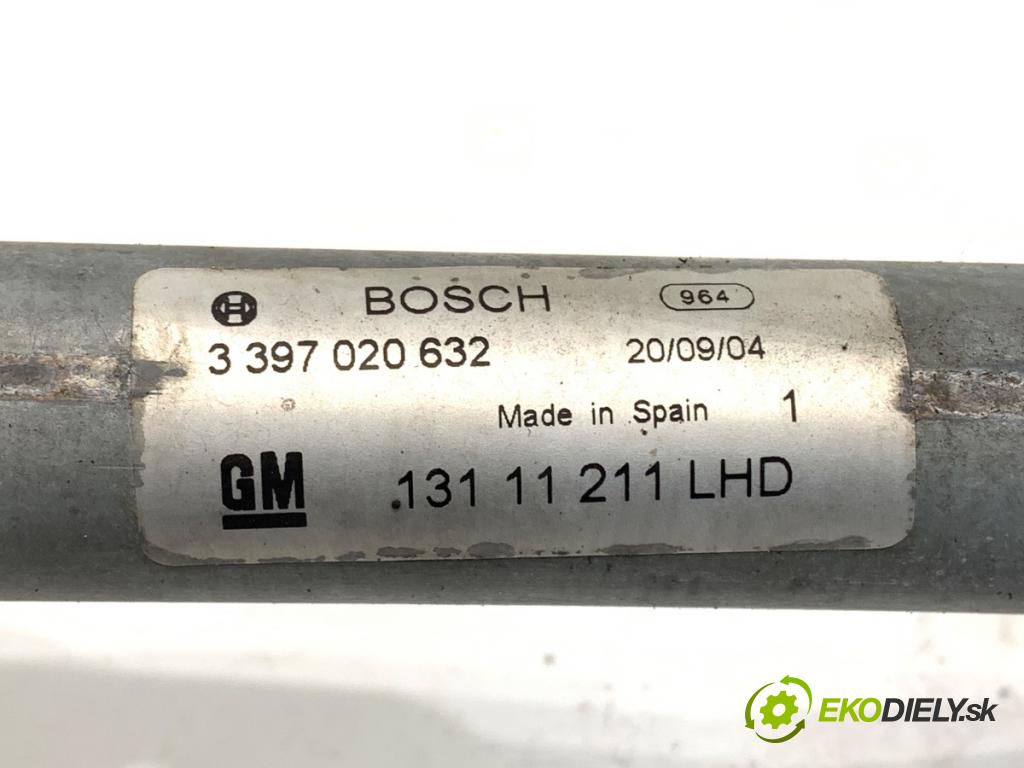 BOSCH 964
3 397 020 632 20/09/04
Made in Spain 1
GM 131 11 211 LHD
EKODIELY.sk